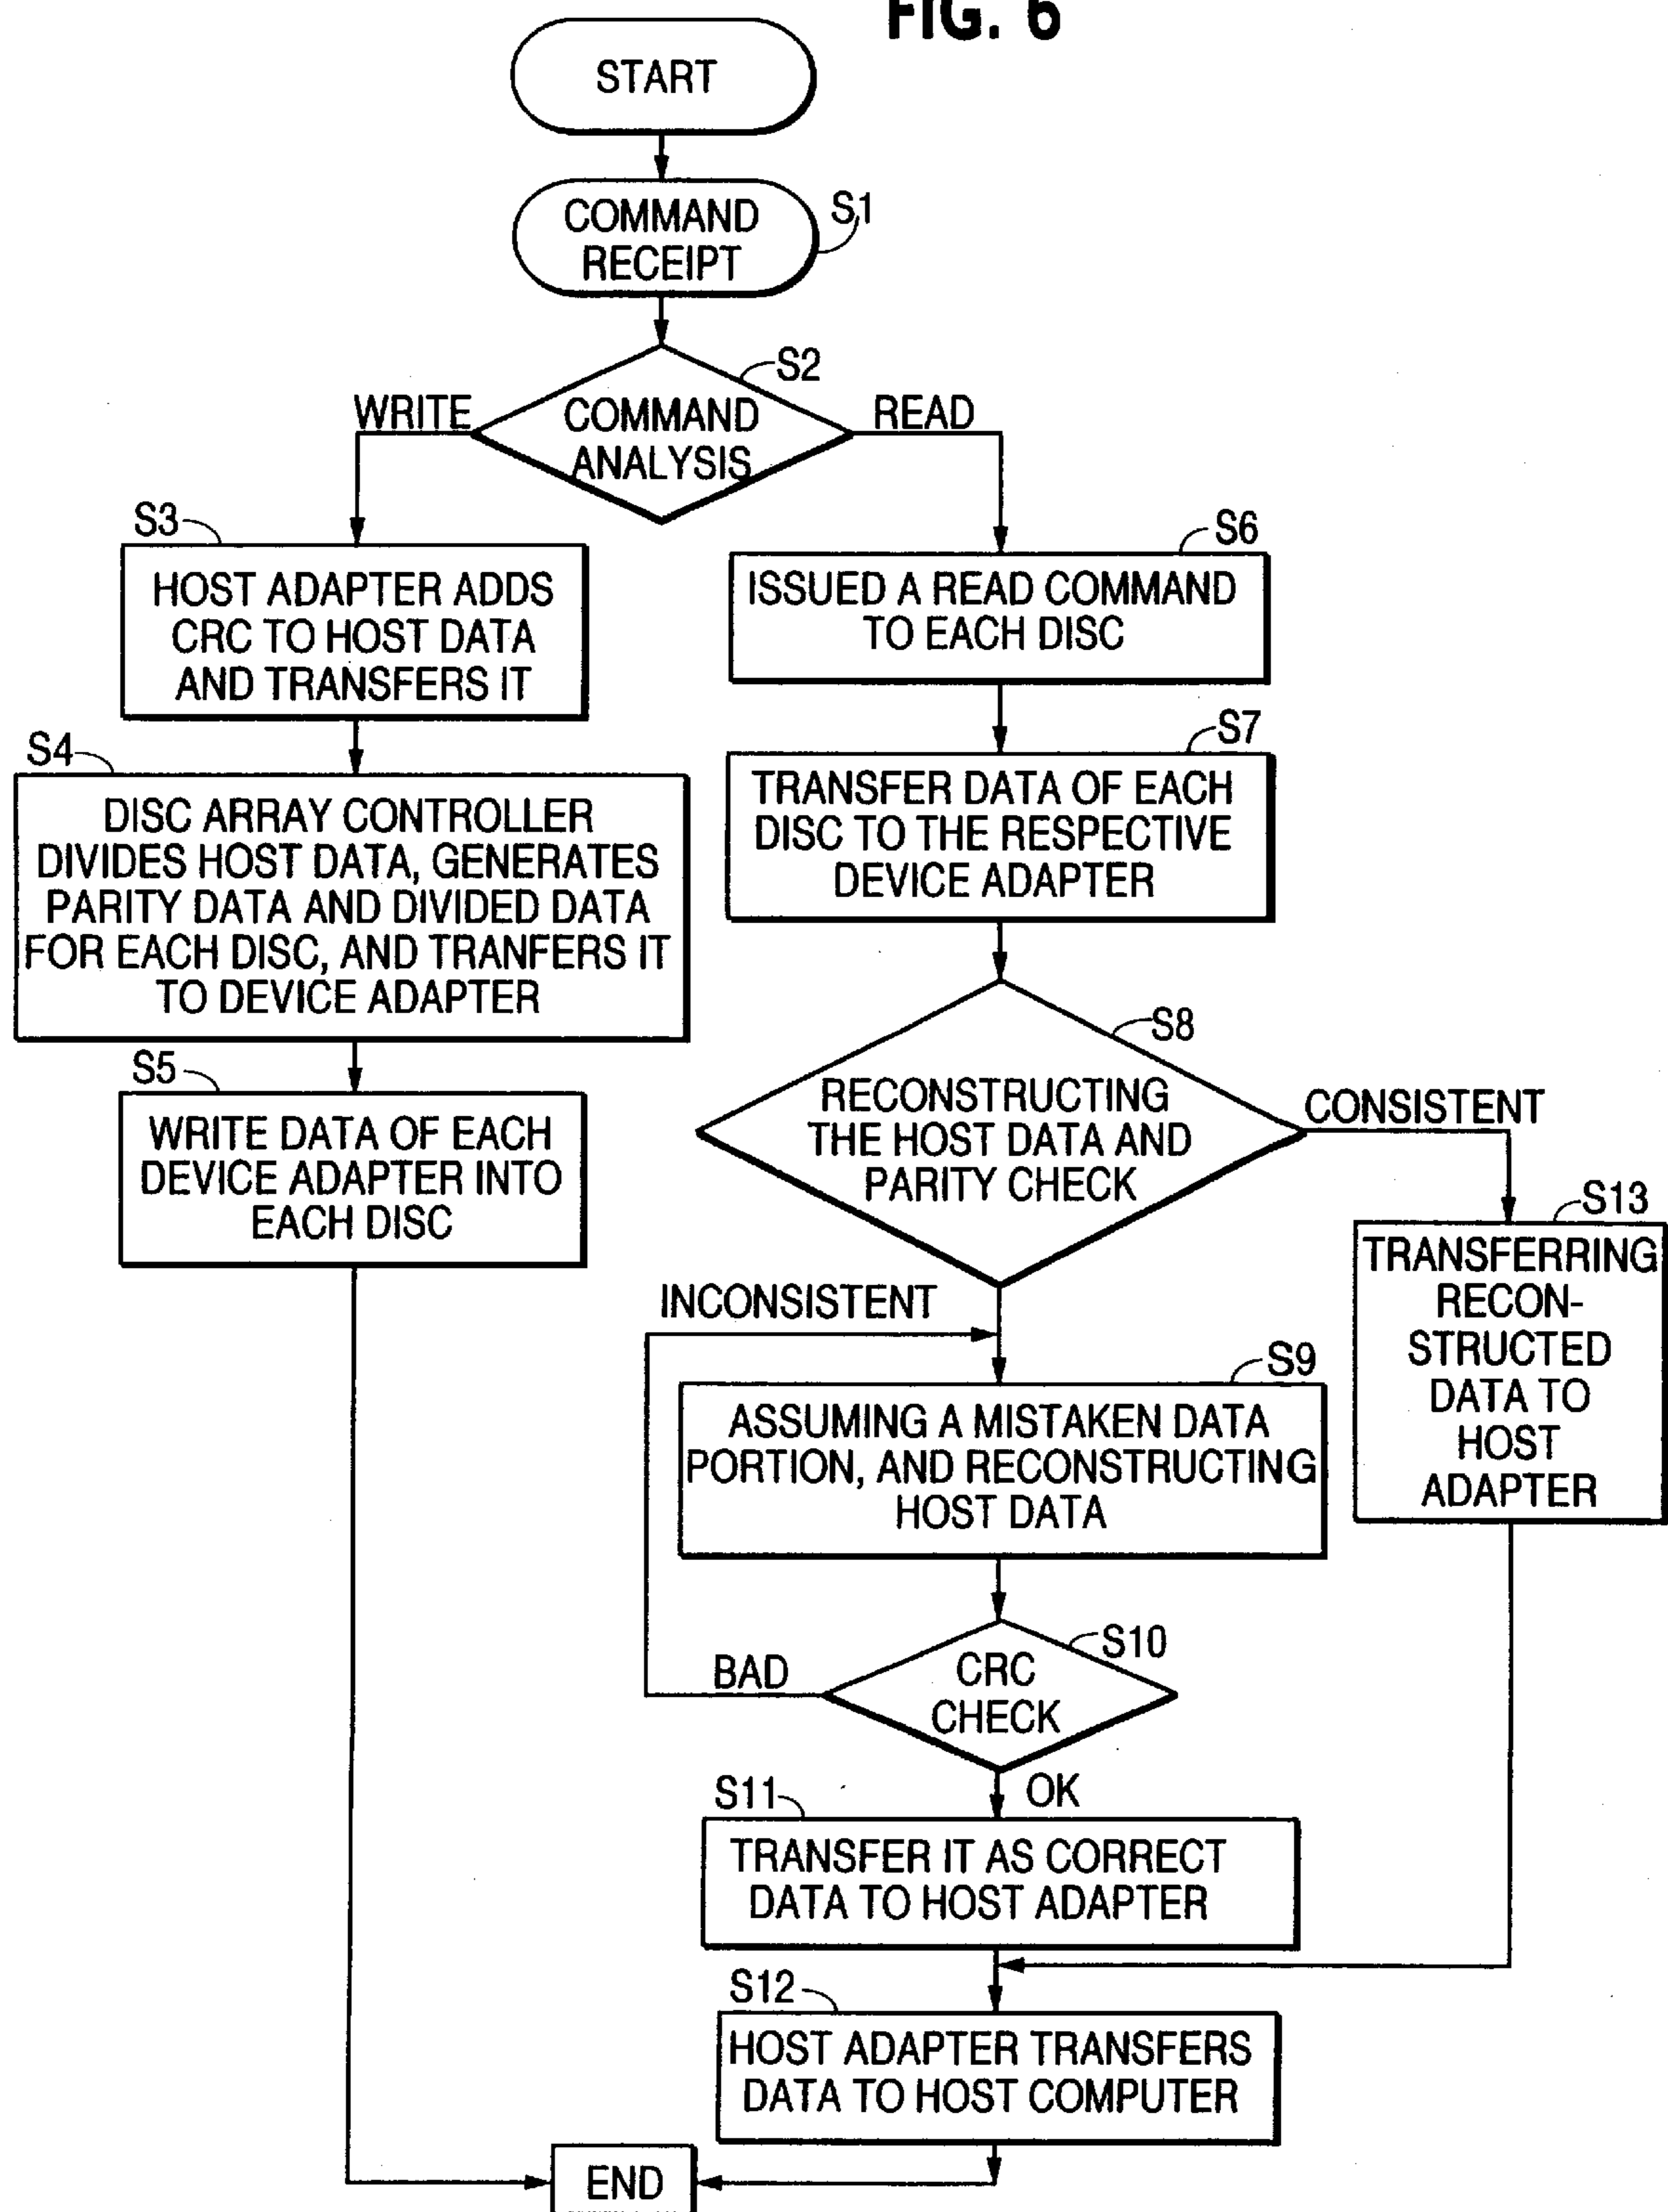 FIG. 6
START
COMMAND
RECEIPT
S1
S2
COMMAND
ANALYSIS
WRITE
READ
S3
HOST ADAPTER ADDS
CRC TO HOST DATA
AND TRANSFERS IT
S4
DISC ARRAY CONTROLLER
DIVIDES HOST DATA, GENERATES
PARITY DATA AND DIVIDED DATA
FOR EACH DISC, AND TRANFERS IT
TO DEVICE ADAPTER
S5
WRITE DATA OF EACH
DEVICE ADAPTER INTO
EACH DISC
S6
ISSUED A READ COMMAND
TO EACH DISC
S7
TRANSFER DATA OF EACH
DISC TO THE RESPECTIVE
DEVICE ADAPTER
S8
RECONSTRUCTING
THE HOST DATA AND
PARITY CHECK
CONSISTENT
INCONSISTENT
S13
TRANSFERRING
RECON-
STRUCTED
DATA TO
HOST
ADAPTER
S9
ASSUMING A MISTAKEN DATA
PORTION, AND RECONSTRUCTING
HOST DATA
S10
CRC
CHECK
BAD
OK
S11
TRANSFER IT AS CORRECT
DATA TO HOST ADAPTER
S12
HOST ADAPTER TRANSFERS
DATA TO HOST COMPUTER
END